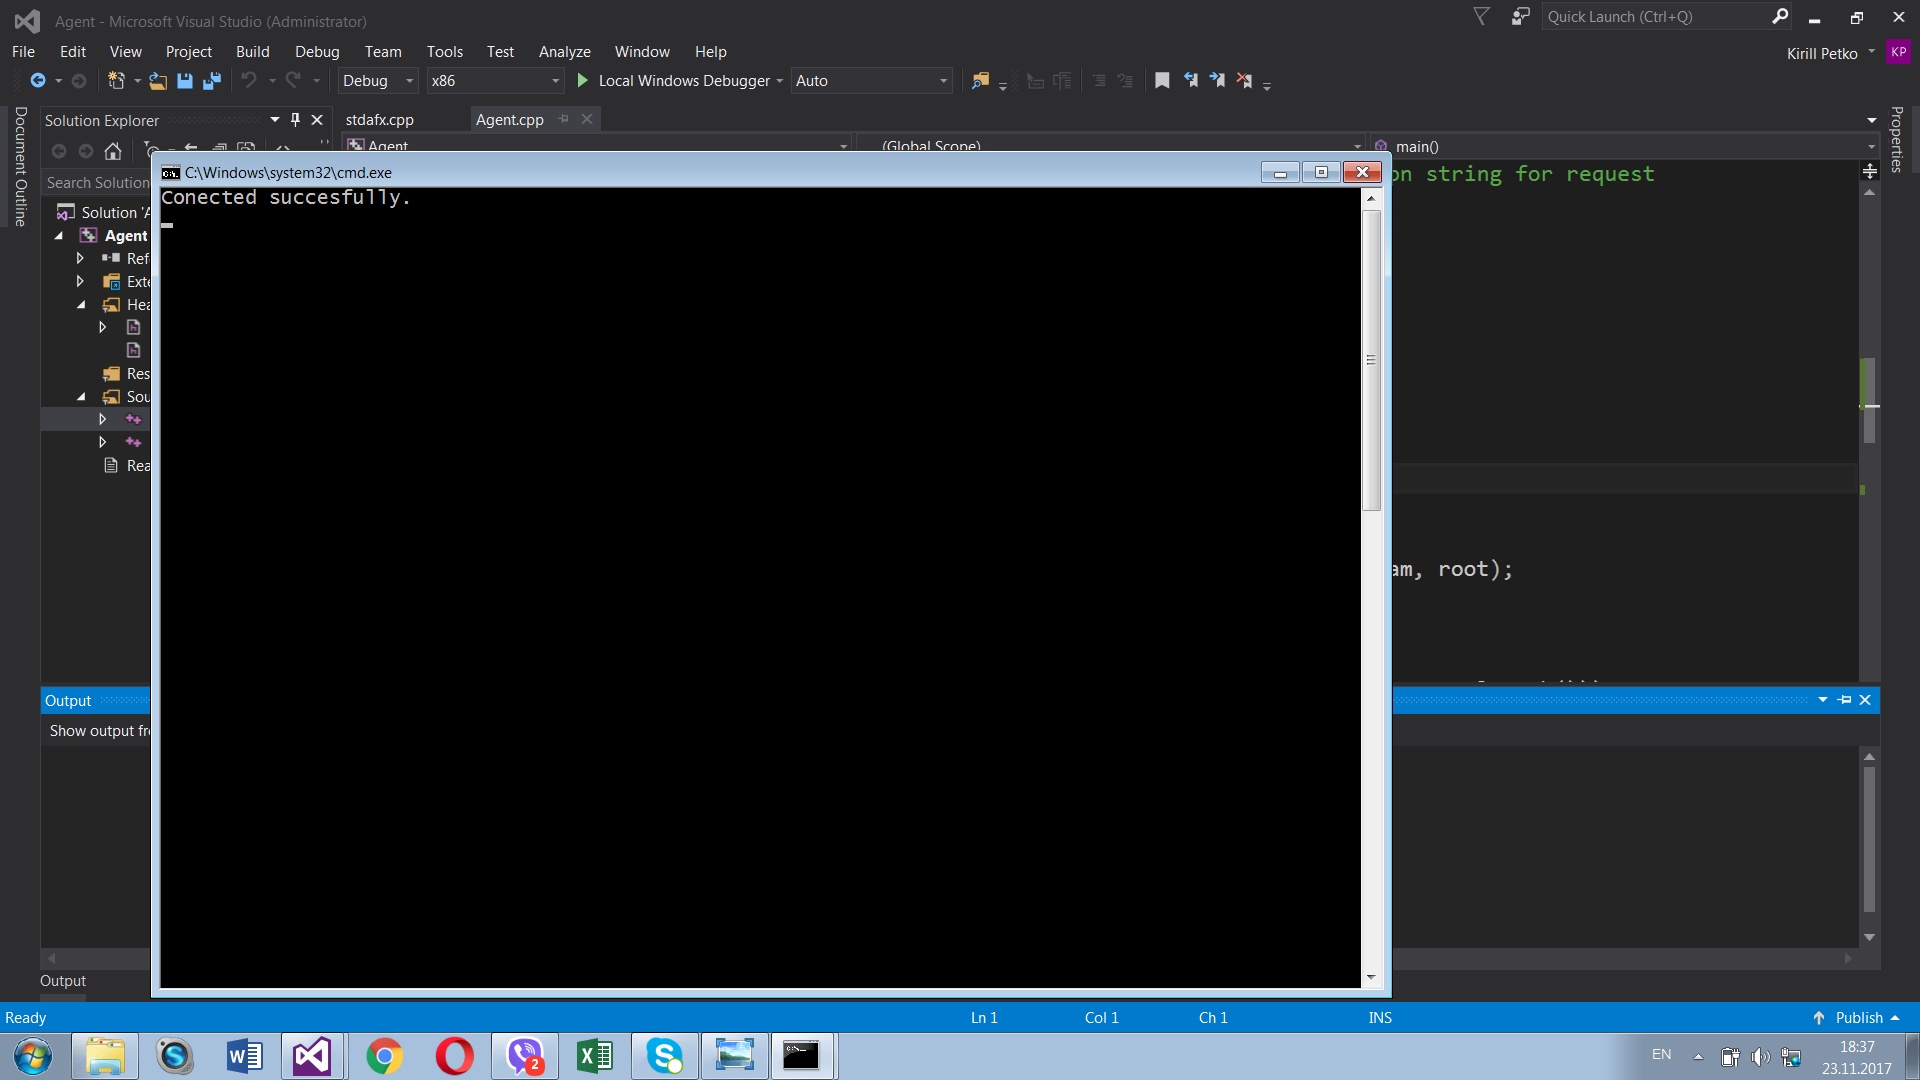 Agent - Microsoft Visual Studio (Administrator)
Quick Launch (Ctrl+Q)
File Edit View Project Build Debug Team Tools Test Analyze Window Help
Kirill Petko KP
Debug x86 Local Windows Debugger Auto
Document Outline
Solution Explorer
stdafx.cpp Agent.cpp
Properties
Agent (Global Scope) main()
Search Solution
C:\Windows\system32\cmd.exe
on string for request
Conected succesfully.
Solution 'A
Agent
Ref
Exte
Hea
Res
Sou
Rea
am, root);
Output
Show output fr
Output
Ready Ln 1 Col 1 Ch 1 INS Publish
2
EN
18:37
23.11.2017